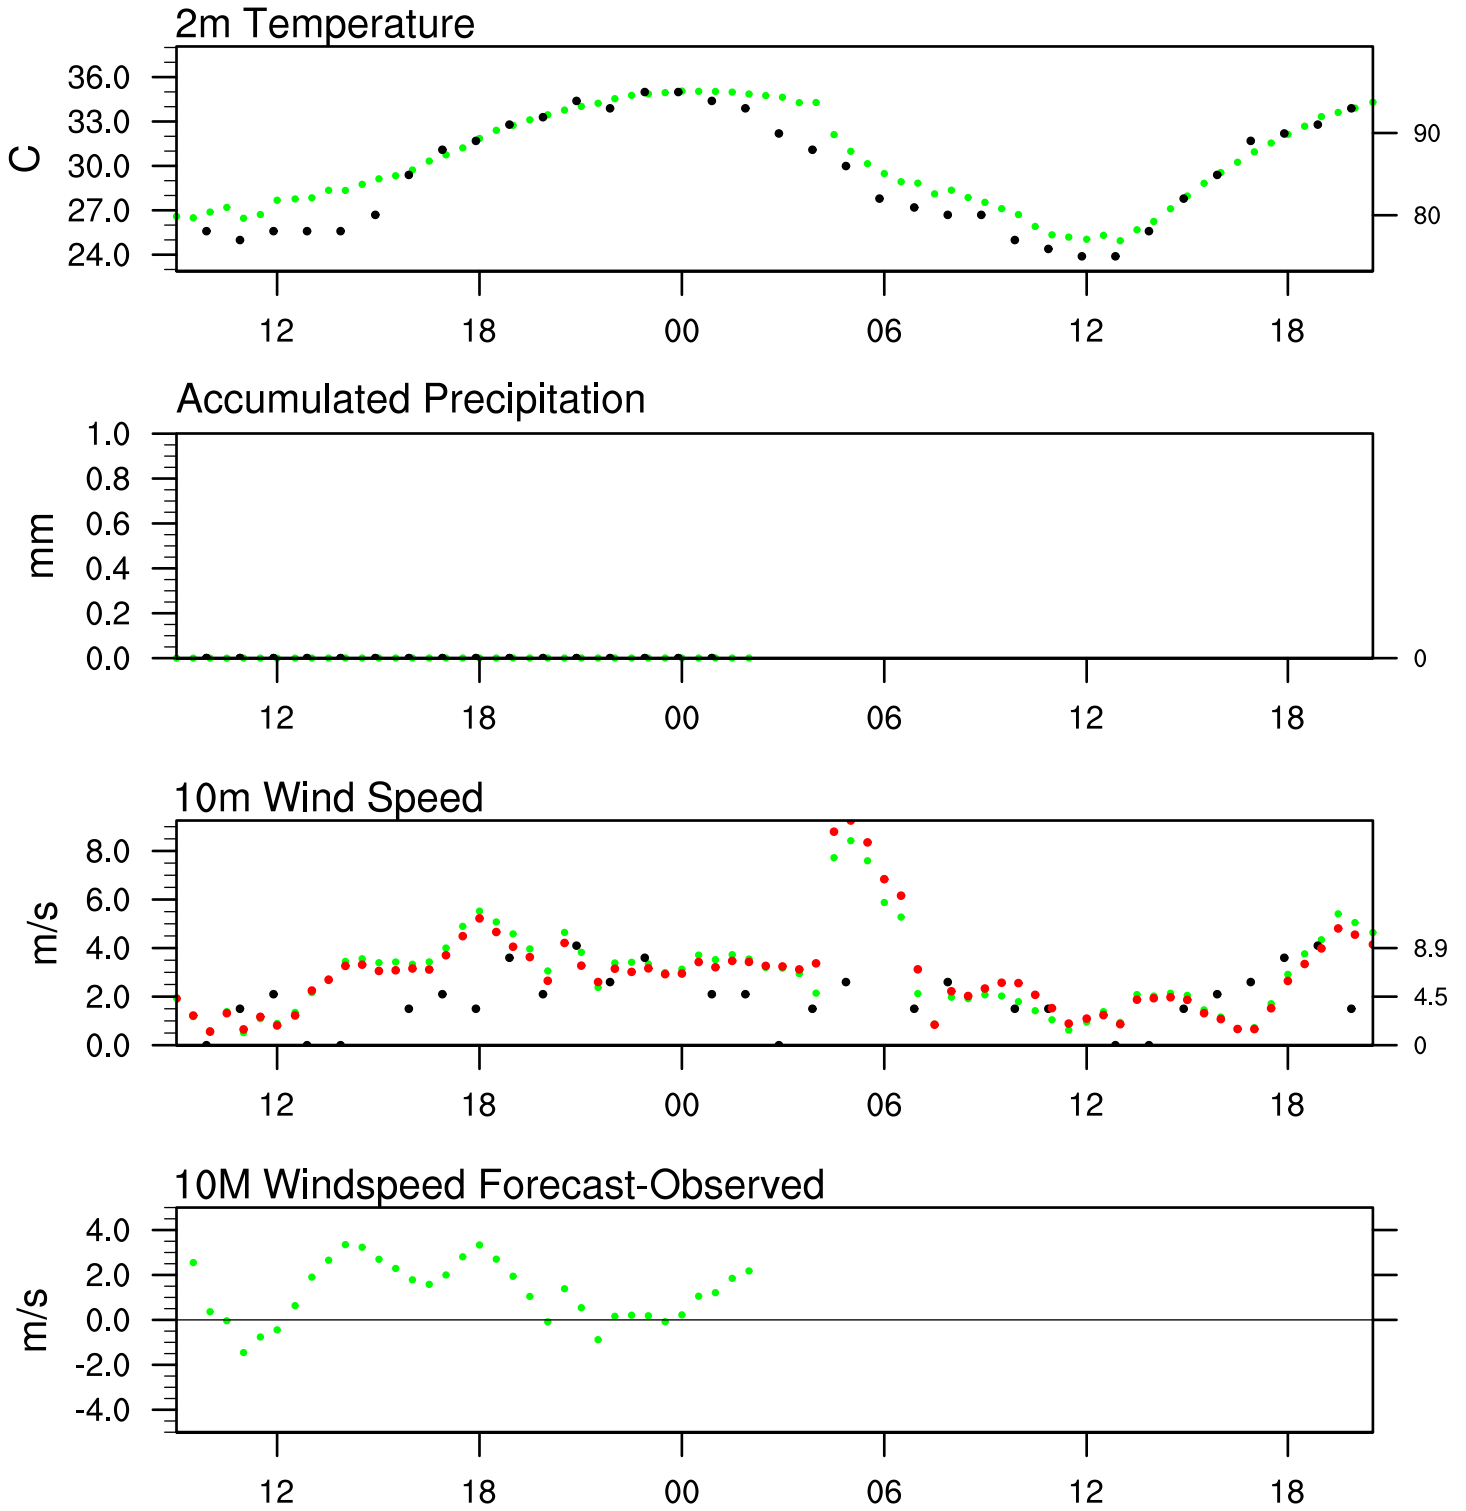 2m Temperature
36.0
33.0
30.0
27.0
24.0
C
90
80
12 18 00 06 12 18
Accumulated Precipitation
1.0
0.8
0.6
0.4
0.2
0.0
mm
0
12 18 00 06 12 18
10m Wind Speed
8.0
6.0
4.0
2.0
0.0
m/s
8.9
4.5
0
12 18 00 06 12 18
10M Windspeed Forecast-Observed
4.0
2.0
0.0
-2.0
-4.0
m/s
12 18 00 06 12 18